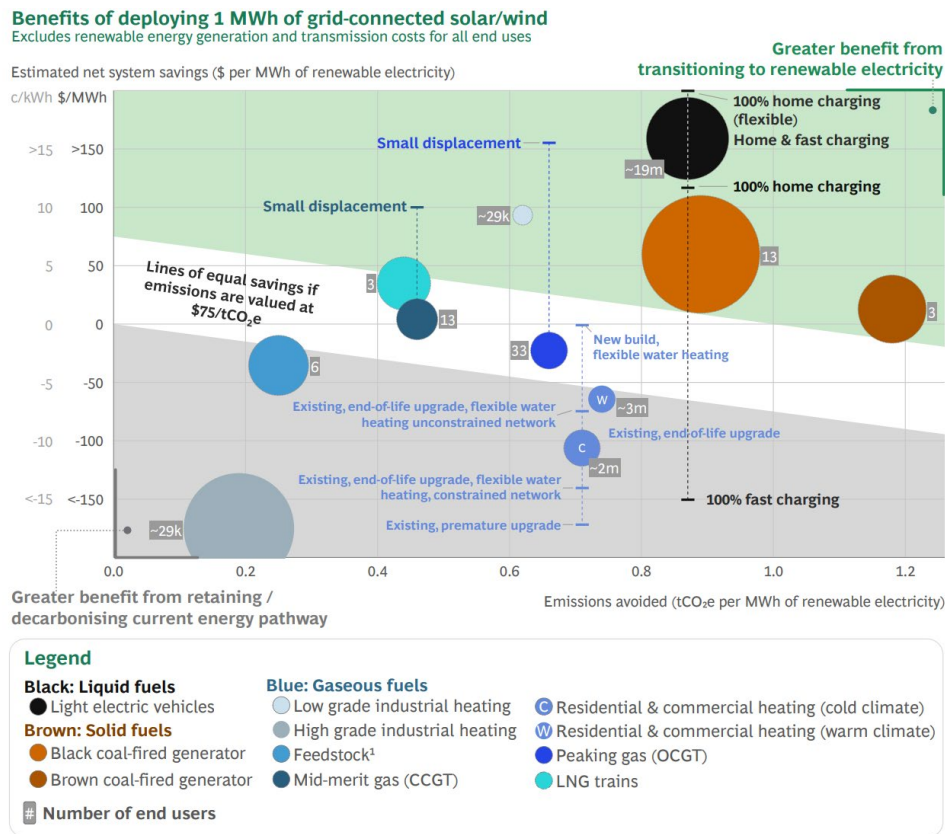 Benefits of deploying 1 MWh of grid-connected solar/wind
Excludes renewable energy generation and transmission costs for all end uses
Greater benefit from
transitioning to renewable electricity
Estimated net system savings ($ per MWh of renewable electricity)
c/kWh $/MWh
>15 >150
10 100
5 50
0 0
-5 -50
-10 -100
<-15 <-150
100% home charging
(flexible)
Home & fast charging
~19m
100% home charging
Small displacement
Small displacement
~29k
13
3
Lines of equal savings if
emissions are valued at
$75/tCO₂e
3
13
33
6
New build,
flexible water heating
W
~3m
Existing, end-of-life upgrade, flexible water
heating unconstrained network
Existing, end-of-life upgrade
C
~2m
Existing, end-of-life upgrade, flexible water
heating, constrained network
Existing, premature upgrade
100% fast charging
~29k
0.0 0.2 0.4 0.6 0.8 1.0 1.2
Greater benefit from retaining /
decarbonising current energy pathway
Emissions avoided (tCO₂e per MWh of renewable electricity)
Legend
Black: Liquid fuels
Light electric vehicles
Brown: Solid fuels
Black coal-fired generator
Brown coal-fired generator
# Number of end users
Blue: Gaseous fuels
Low grade industrial heating
High grade industrial heating
Feedstock¹
Mid-merit gas (CCGT)
C Residential & commercial heating (cold climate)
W Residential & commercial heating (warm climate)
Peaking gas (OCGT)
LNG trains